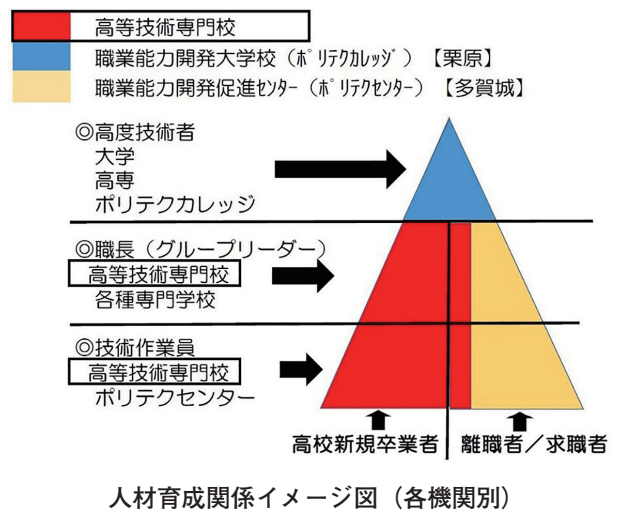 高等技術専門校
職業能力開発大学校(ﾎﾟﾘﾃｸｶﾚｯｼﾞ)【栗原】
職業能力開発促進ｾﾝﾀｰ(ﾎﾟﾘﾃｸｾﾝﾀｰ)【多賀城】
◎高度技術者
大学
高専
ポリテクカレッジ
◎職長(グループリーダー)
高等技術専門校
各種専門学校
◎技術作業員
高等技術専門校
ポリテクセンター
高校新規卒業者 離職者/求職者
人材育成関係イメージ図(各機関別)